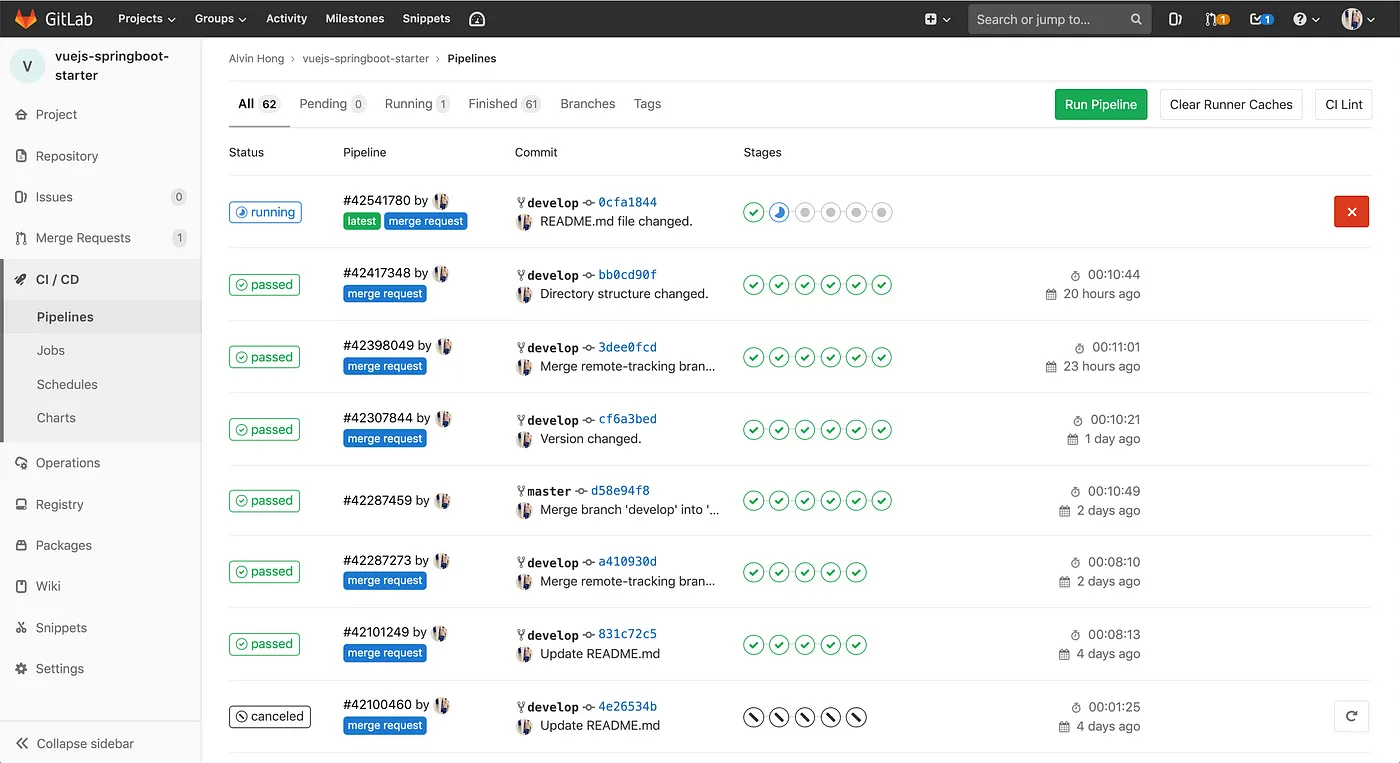 GitLab Projects Groups Activity Milestones Snippets Search or jump to... 1 1
V vuejs-springboot-starter
Project
Repository
Issues 0
Merge Requests 1
CI / CD
Pipelines
Jobs
Schedules
Charts
Operations
Registry
Packages
Wiki
Snippets
Settings
Collapse sidebar
Alvin Hong › vuejs-springboot-starter › Pipelines
All 62 Pending 0 Running 1 Finished 61 Branches Tags Run Pipeline Clear Runner Caches CI Lint
Status Pipeline Commit Stages
running #42541780 by develop 0cfa1844
latest merge request README.md file changed.
passed #42417348 by develop bb0cd90f 00:10:44
merge request Directory structure changed. 20 hours ago
passed #42398049 by develop 3dee0fcd 00:11:01
merge request Merge remote-tracking bran... 23 hours ago
passed #42307844 by develop cf6a3bed 00:10:21
merge request Version changed. 1 day ago
passed #42287459 by master d58e94f8 00:10:49
Merge branch 'develop' into '... 2 days ago
passed #42287273 by develop a410930d 00:08:10
merge request Merge remote-tracking bran... 2 days ago
passed #42101249 by develop 831c72c5 00:08:13
merge request Update README.md 4 days ago
canceled #42100460 by develop 4e26534b 00:01:25
merge request Update README.md 4 days ago